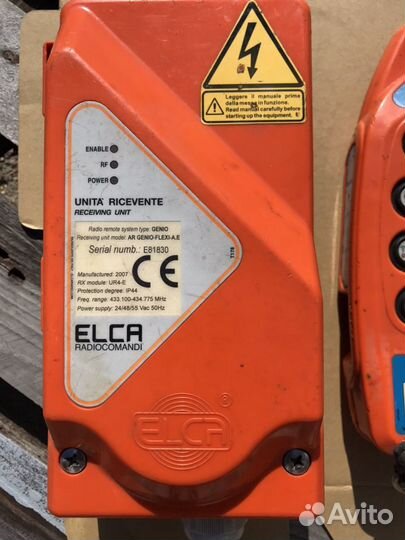 Leggere il manuale prima
della messa in funzione.
Read manual carefully before
starting up the equipment. E
ENABLE
RF
POWER
UNITA' RICEVENTE
RECEIVING UNIT
Radio remote system type: GENIO
Receiving unit model: AR GENIO-FLEXI-A.E
Serial numb.: E81830
Manufactured: 2007
RX module: UR4-E
Protection degree: IP44
Freq. range: 433.100-434.775 MHz
Power supply: 24/48/55 Vac 50Hz
CE
T178
ELCA
RADIOCOMANDI
ELCA®
Avito